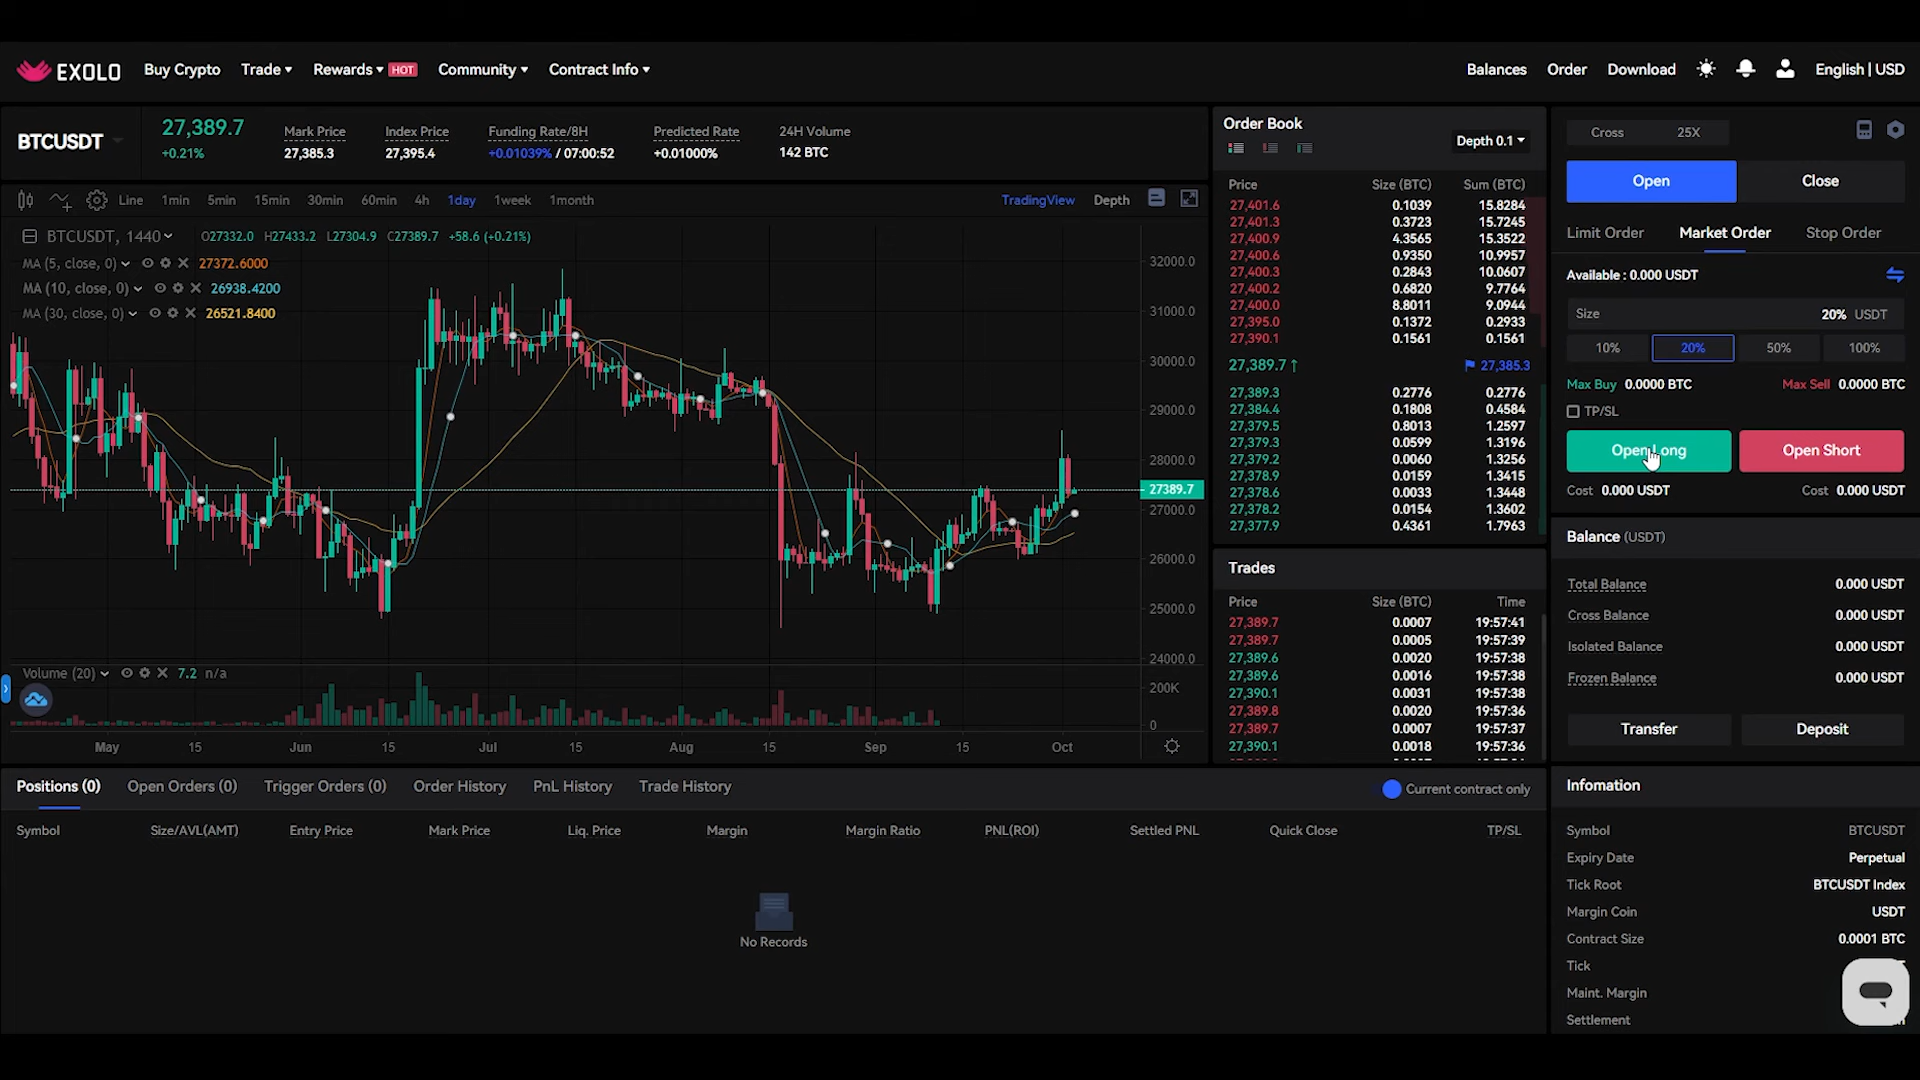 EXOLO Buy Crypto Trade Rewards HOT Community Contract Info Balances Order Download English | USD
BTCUSDT
27,389.7
+0.21%
Mark Price
27,385.3
Index Price
27,395.4
Funding Rate/8H
+0.01039% / 07:00:52
Predicted Rate
+0.01000%
24H Volume
142 BTC
Line 1min 5min 15min 30min 60min 4h 1day 1week 1month TradingView Depth
BTCUSDT, 1440 O27332.0 H27433.2 L27304.9 C27389.7 +58.6 (+0.21%)
MA (5, close, 0) 27372.6000
MA (10, close, 0) 26938.4200
MA (30, close, 0) 26521.8400
32000.0
31000.0
30000.0
29000.0
28000.0
27389.7
27000.0
26000.0
25000.0
24000.0
Volume (20) 7.2 n/a
200K
0
May 15 Jun 15 Jul 15 Aug 15 Sep 15 Oct
Order Book
Depth 0.1
Price Size (BTC) Sum (BTC)
27,401.6 0.1039 15.8284
27,401.3 0.3723 15.7245
27,400.9 4.3565 15.3522
27,400.6 0.9350 10.9957
27,400.3 0.2843 10.0607
27,400.2 0.6820 9.7764
27,400.0 8.8011 9.0944
27,395.0 0.1372 0.2933
27,390.1 0.1561 0.1561
27,389.7↑ 27,385.3
27,389.3 0.2776 0.2776
27,384.4 0.1808 0.4584
27,379.5 0.8013 1.2597
27,379.3 0.0599 1.3196
27,379.2 0.0060 1.3256
27,378.9 0.0159 1.3415
27,378.6 0.0033 1.3448
27,378.2 0.0154 1.3602
27,377.9 0.4361 1.7963
Trades
Price Size (BTC) Time
27,389.7 0.0007 19:57:41
27,389.7 0.0005 19:57:39
27,389.6 0.0020 19:57:38
27,389.6 0.0016 19:57:38
27,390.1 0.0031 19:57:38
27,389.8 0.0020 19:57:36
27,389.7 0.0007 19:57:37
27,390.1 0.0018 19:57:36
Cross 25X
Open Close
Limit Order Market Order Stop Order
Available : 0.000 USDT
Size 20% USDT
10% 20% 50% 100%
Max Buy 0.0000 BTC Max Sell 0.0000 BTC
TP/SL
Open Long Open Short
Cost 0.000 USDT Cost 0.000 USDT
Balance (USDT)
Total Balance 0.000 USDT
Cross Balance 0.000 USDT
Isolated Balance 0.000 USDT
Frozen Balance 0.000 USDT
Transfer Deposit
Infomation
Symbol BTCUSDT
Expiry Date Perpetual
Tick Root BTCUSDT Index
Margin Coin USDT
Contract Size 0.0001 BTC
Tick
Maint. Margin
Settlement
Positions (0) Open Orders (0) Trigger Orders (0) Order History PnL History Trade History Current contract only
Symbol Size/AVL(AMT) Entry Price Mark Price Liq. Price Margin Margin Ratio PNL(ROI) Settled PNL Quick Close TP/SL
No Records